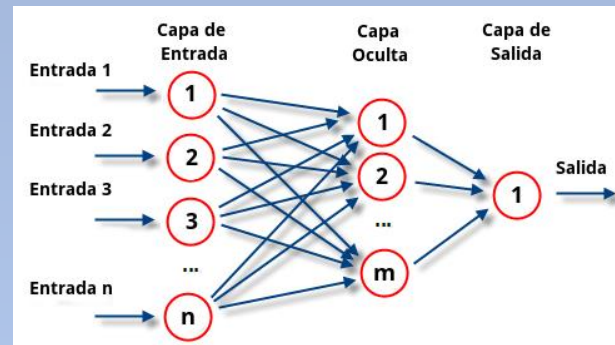 Capa de
Entrada
Capa
Oculta
Capa de
Salida
Entrada 1
Entrada 2
Entrada 3
Entrada n
1
2
3
...
n
1
2
...
m
1
Salida